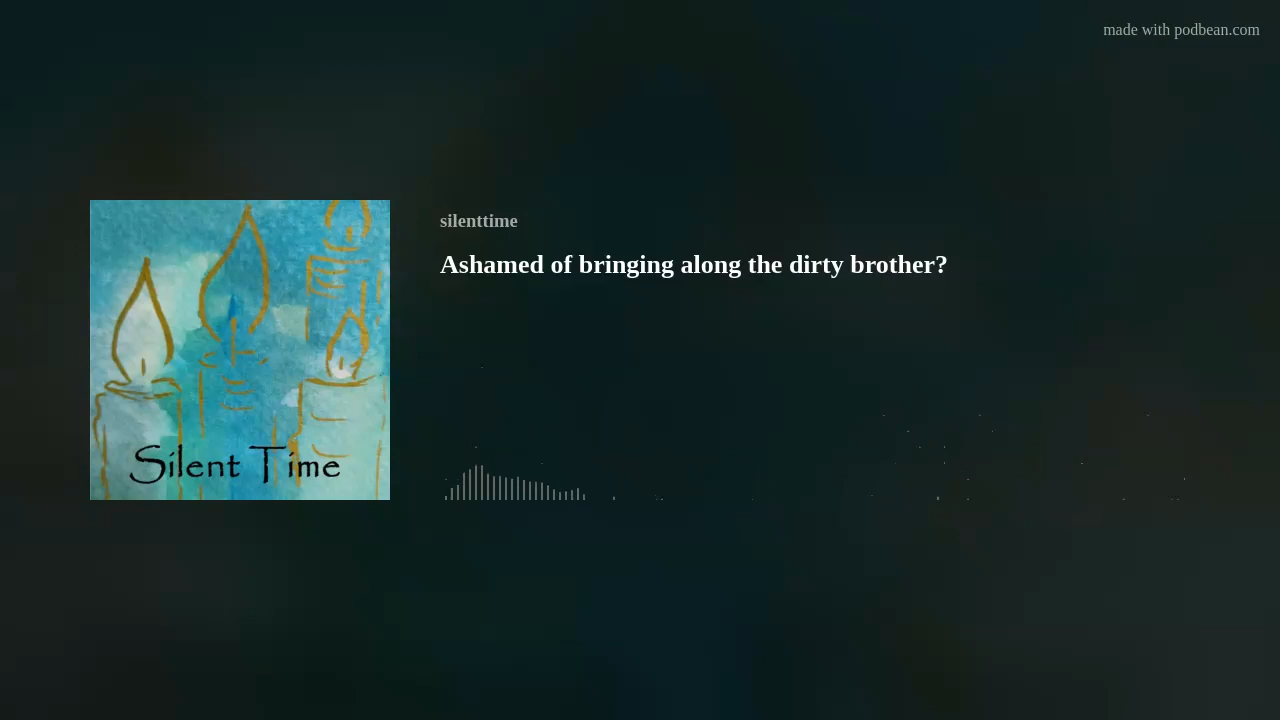 made with podbean.com
silenttime
Ashamed of bringing along the dirty brother?
Silent Time